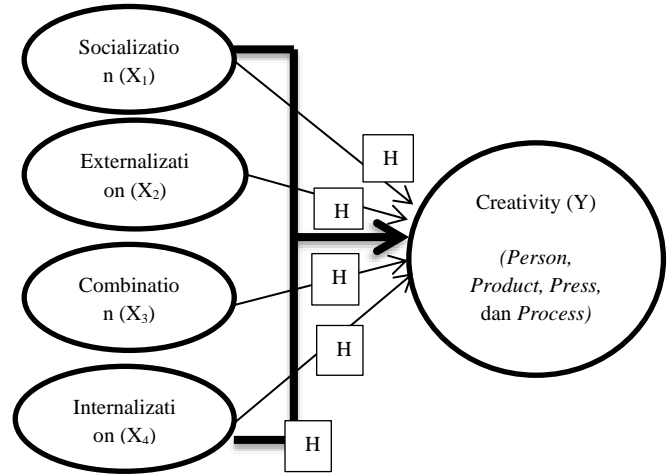 Socializatio
n (X₁)
H
Externalizati
on (X₂)
H
Creativity (Y)
(Person,
Product, Press,
dan Process)
Combinatio
n (X₃)
H
H
Internalizati
on (X₄)
H